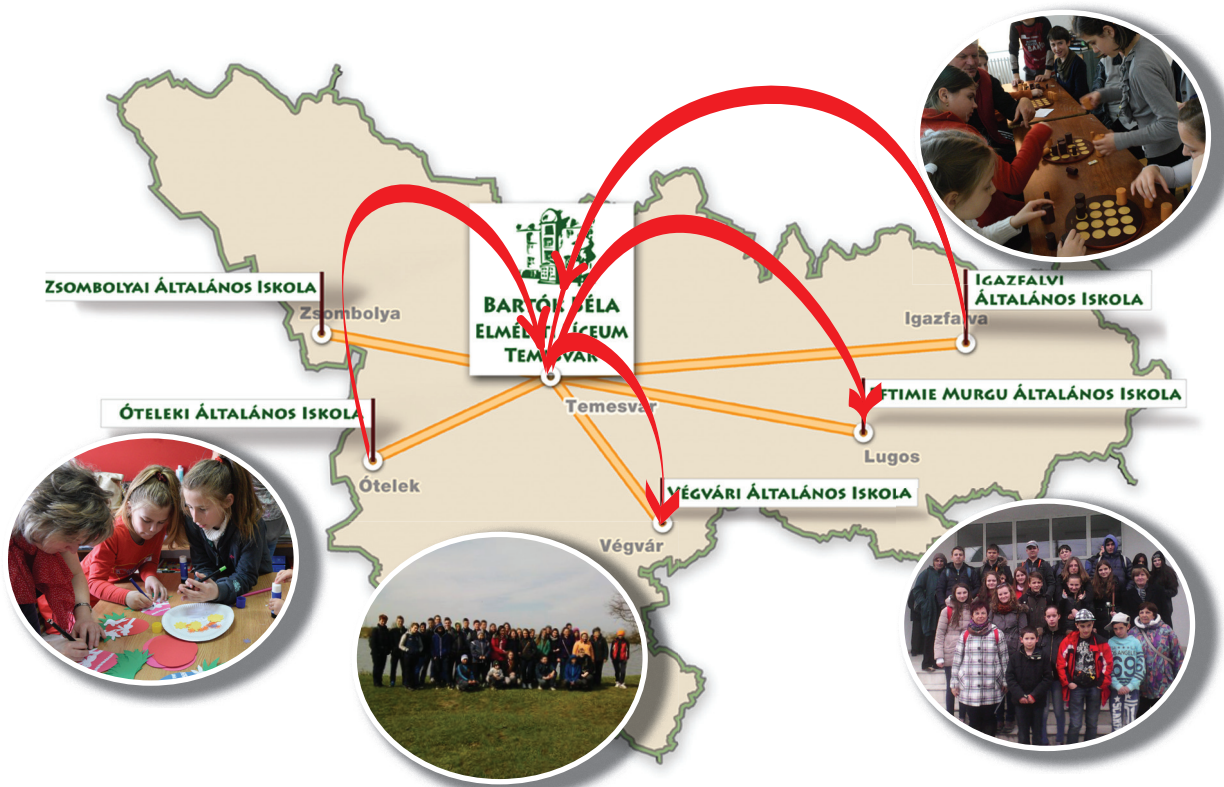 ZSOMBOLYAI ÁLTALÁNOS ISKOLA
Zsombolya
BARTÓK BÉLA
ELMÉLETI LÍCEUM
TEMESVÁR
Temesvár
IGAZFALVI
ÁLTALÁNOS ISKOLA
Igazfalva
ÓTELEKI ÁLTALÁNOS ISKOLA
Ótelek
EFTIMIE MURGU ÁLTALÁNOS ISKOLA
Lugos
VÉGVÁRI ÁLTALÁNOS ISKOLA
Végvár
69